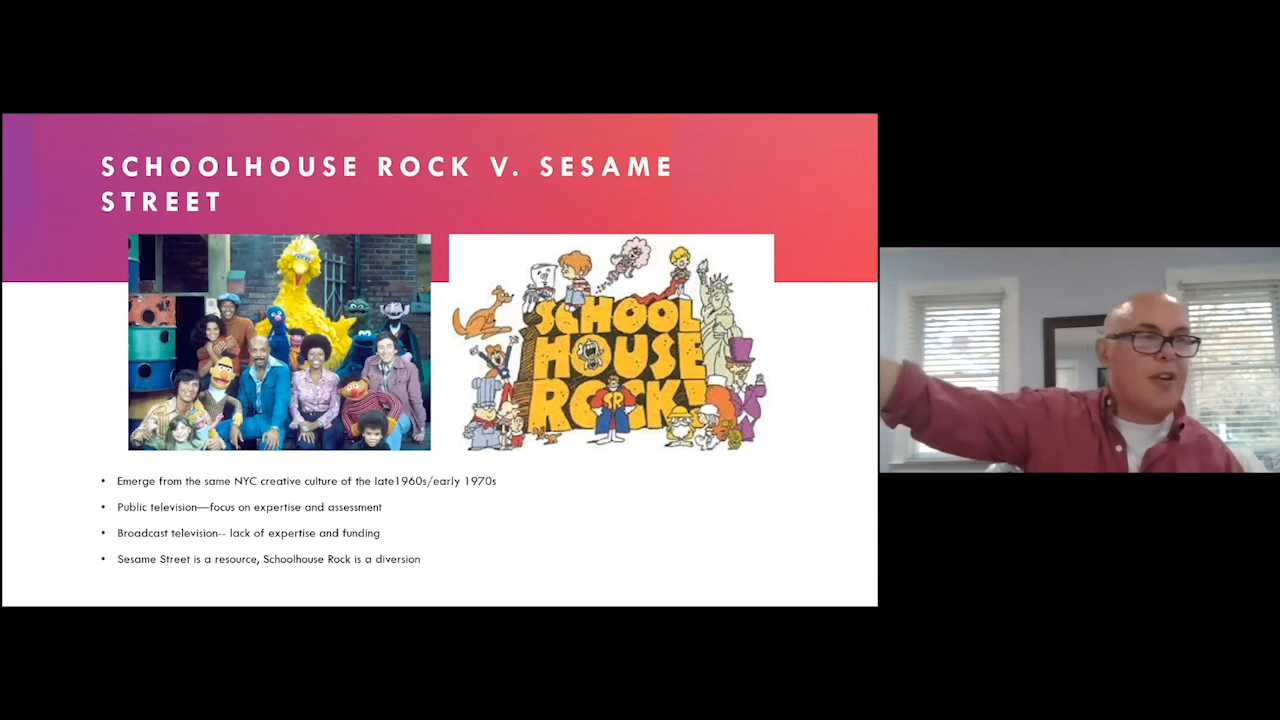 SCHOOLHOUSE ROCK V. SESAME
STREET
SCHOOL
HOUSE
ROCK!
SR
• Emerge from the same NYC creative culture of the late1960s/early 1970s
• Public television—focus on expertise and assessment
• Broadcast television-- lack of expertise and funding
• Sesame Street is a resource, Schoolhouse Rock is a diversion